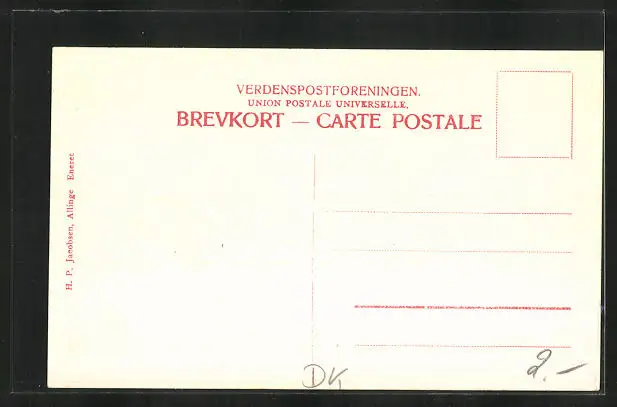 VERDENSPOSTFORENINGEN.
UNION POSTALE UNIVERSELLE.
BREVKORT — CARTE POSTALE
H. P. Jacobsen, Allinge Eneret
DK
2.-